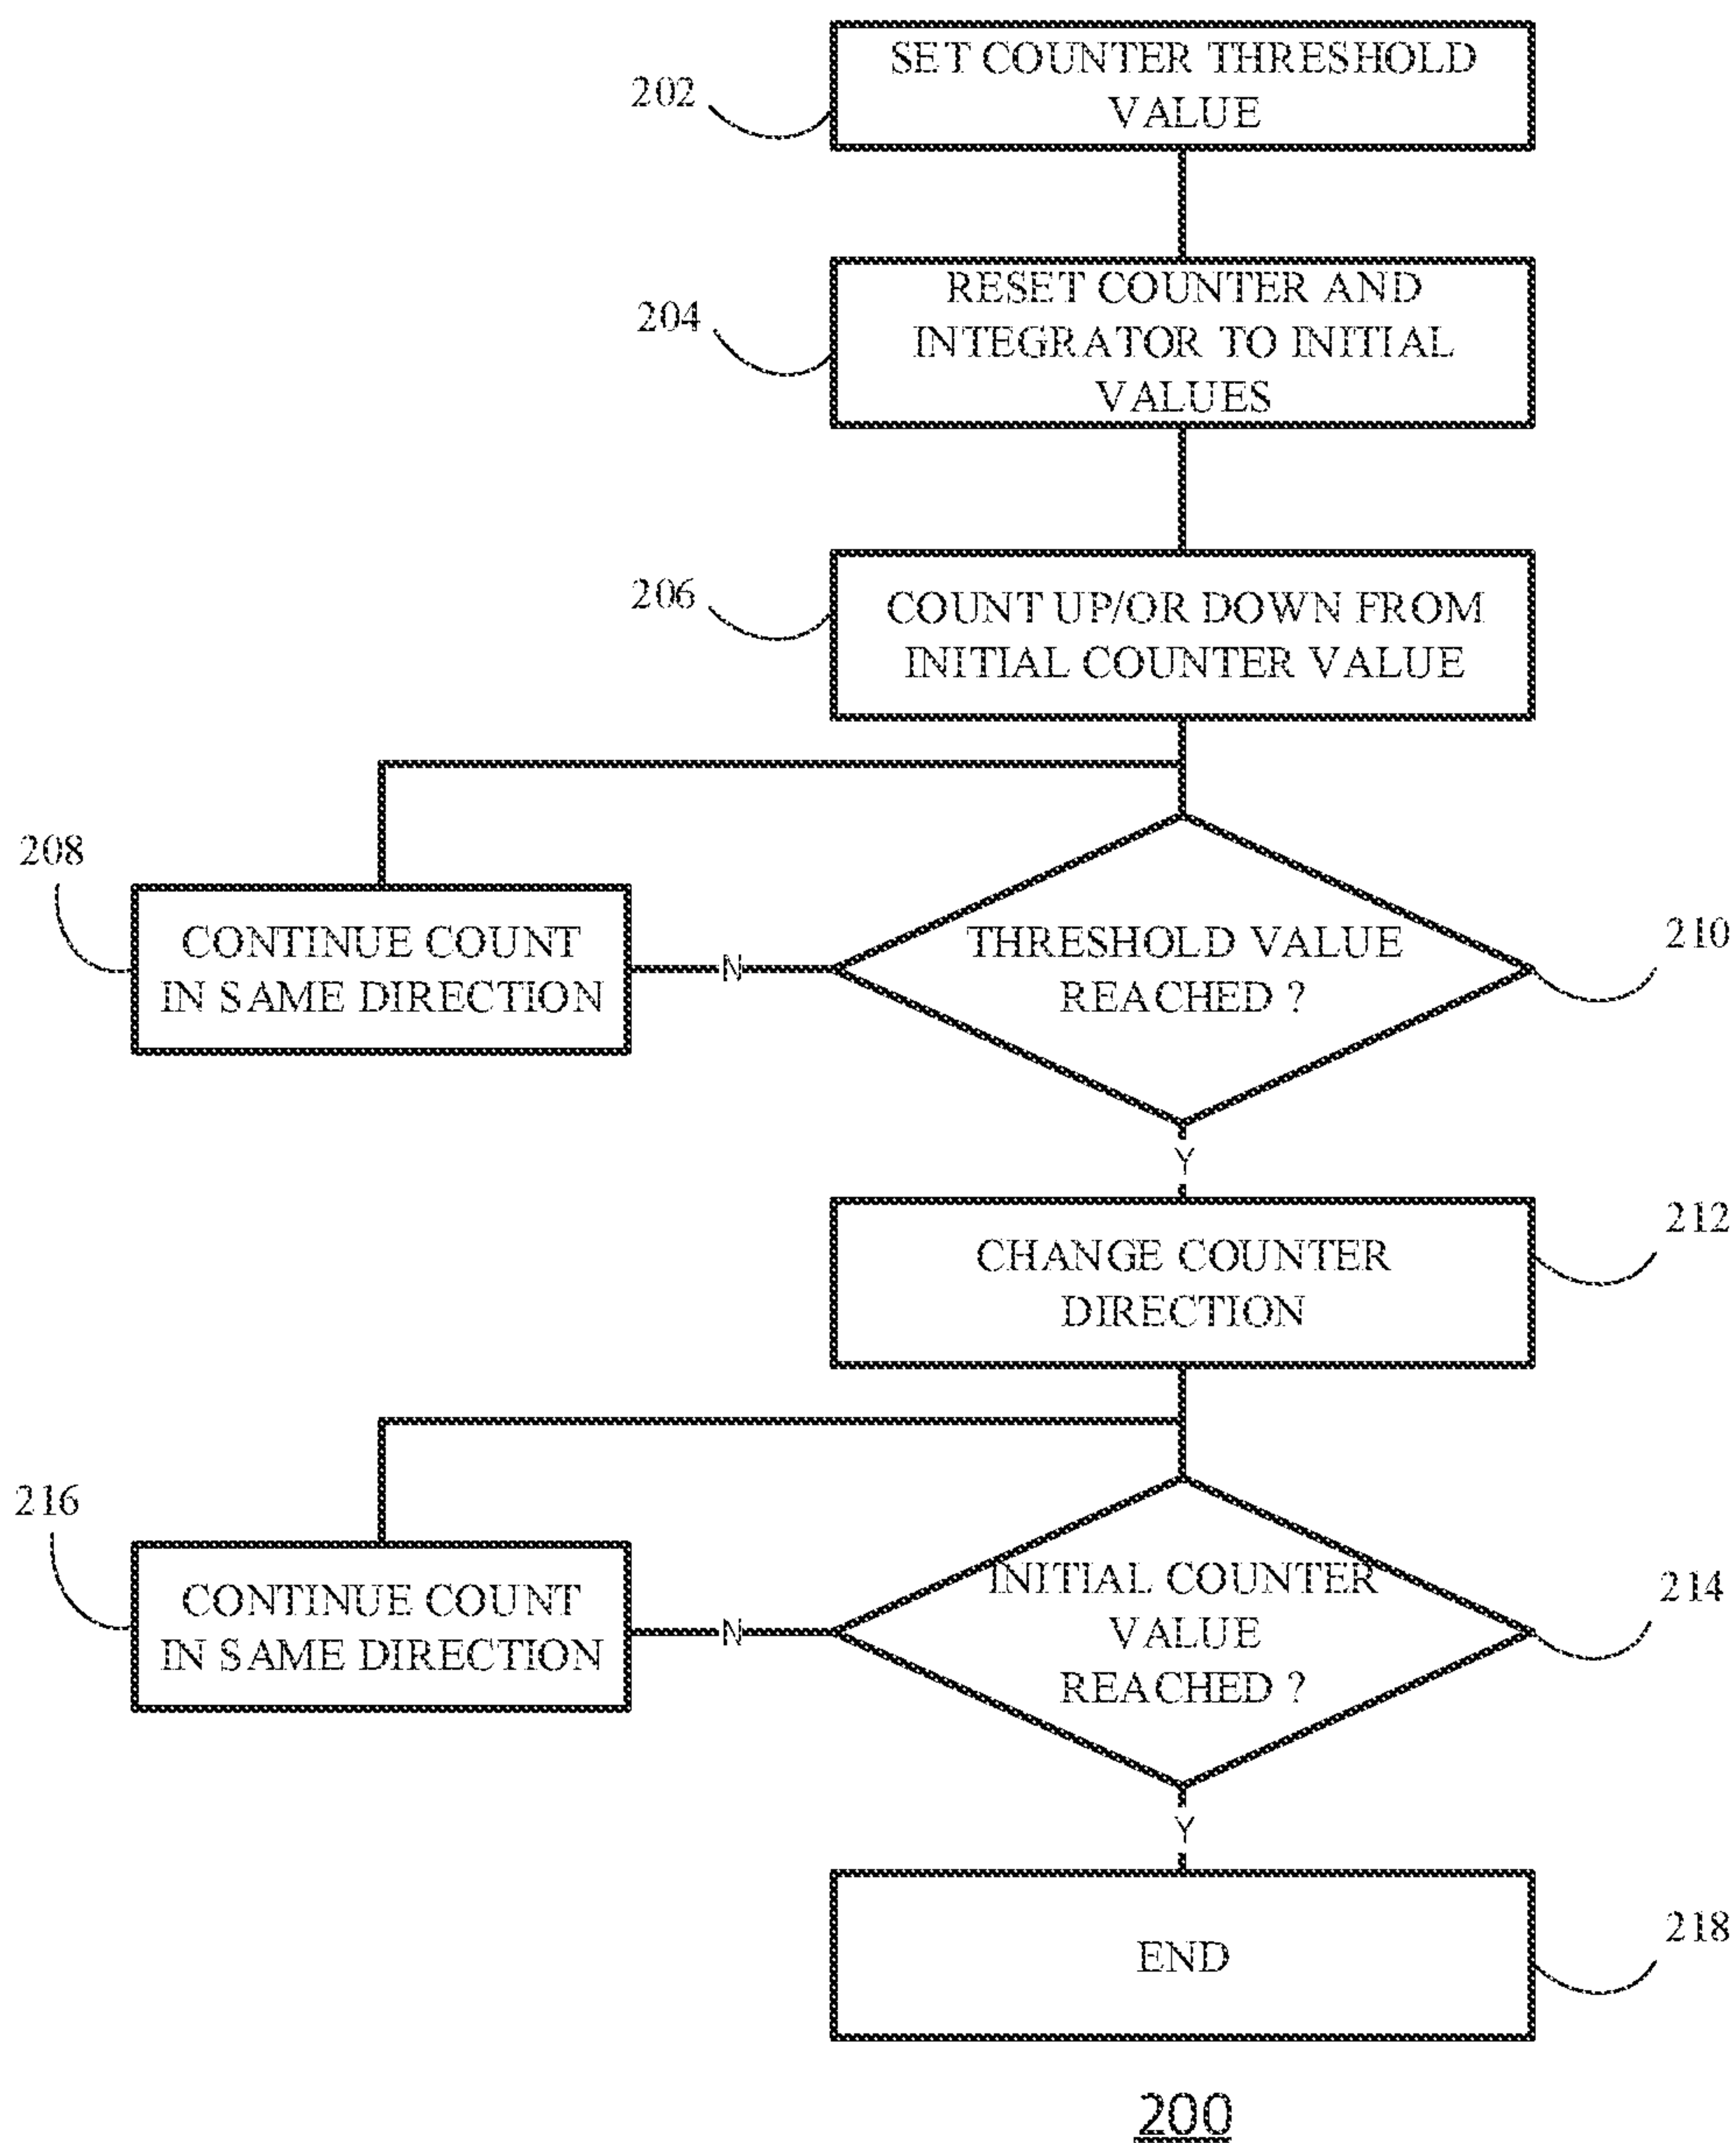 SET COUNTER THRESHOLD
VALUE
202
RESET COUNTER AND
INTEGRATOR TO INITIAL
VALUES
204
COUNT UP/OR DOWN FROM
INITIAL COUNTER VALUE
206
208
CONTINUE COUNT
IN SAME DIRECTION
N
THRESHOLD VALUE
REACHED ?
210
Y
CHANGE COUNTER
DIRECTION
212
216
CONTINUE COUNT
IN SAME DIRECTION
N
INITIAL COUNTER
VALUE
REACHED ?
214
Y
END
218
200